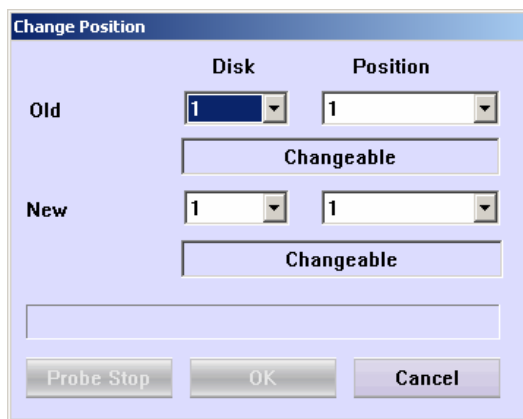 Change Position
Disk Position
Old 1 1
Changeable
New 1 1
Changeable
Probe Stop OK Cancel